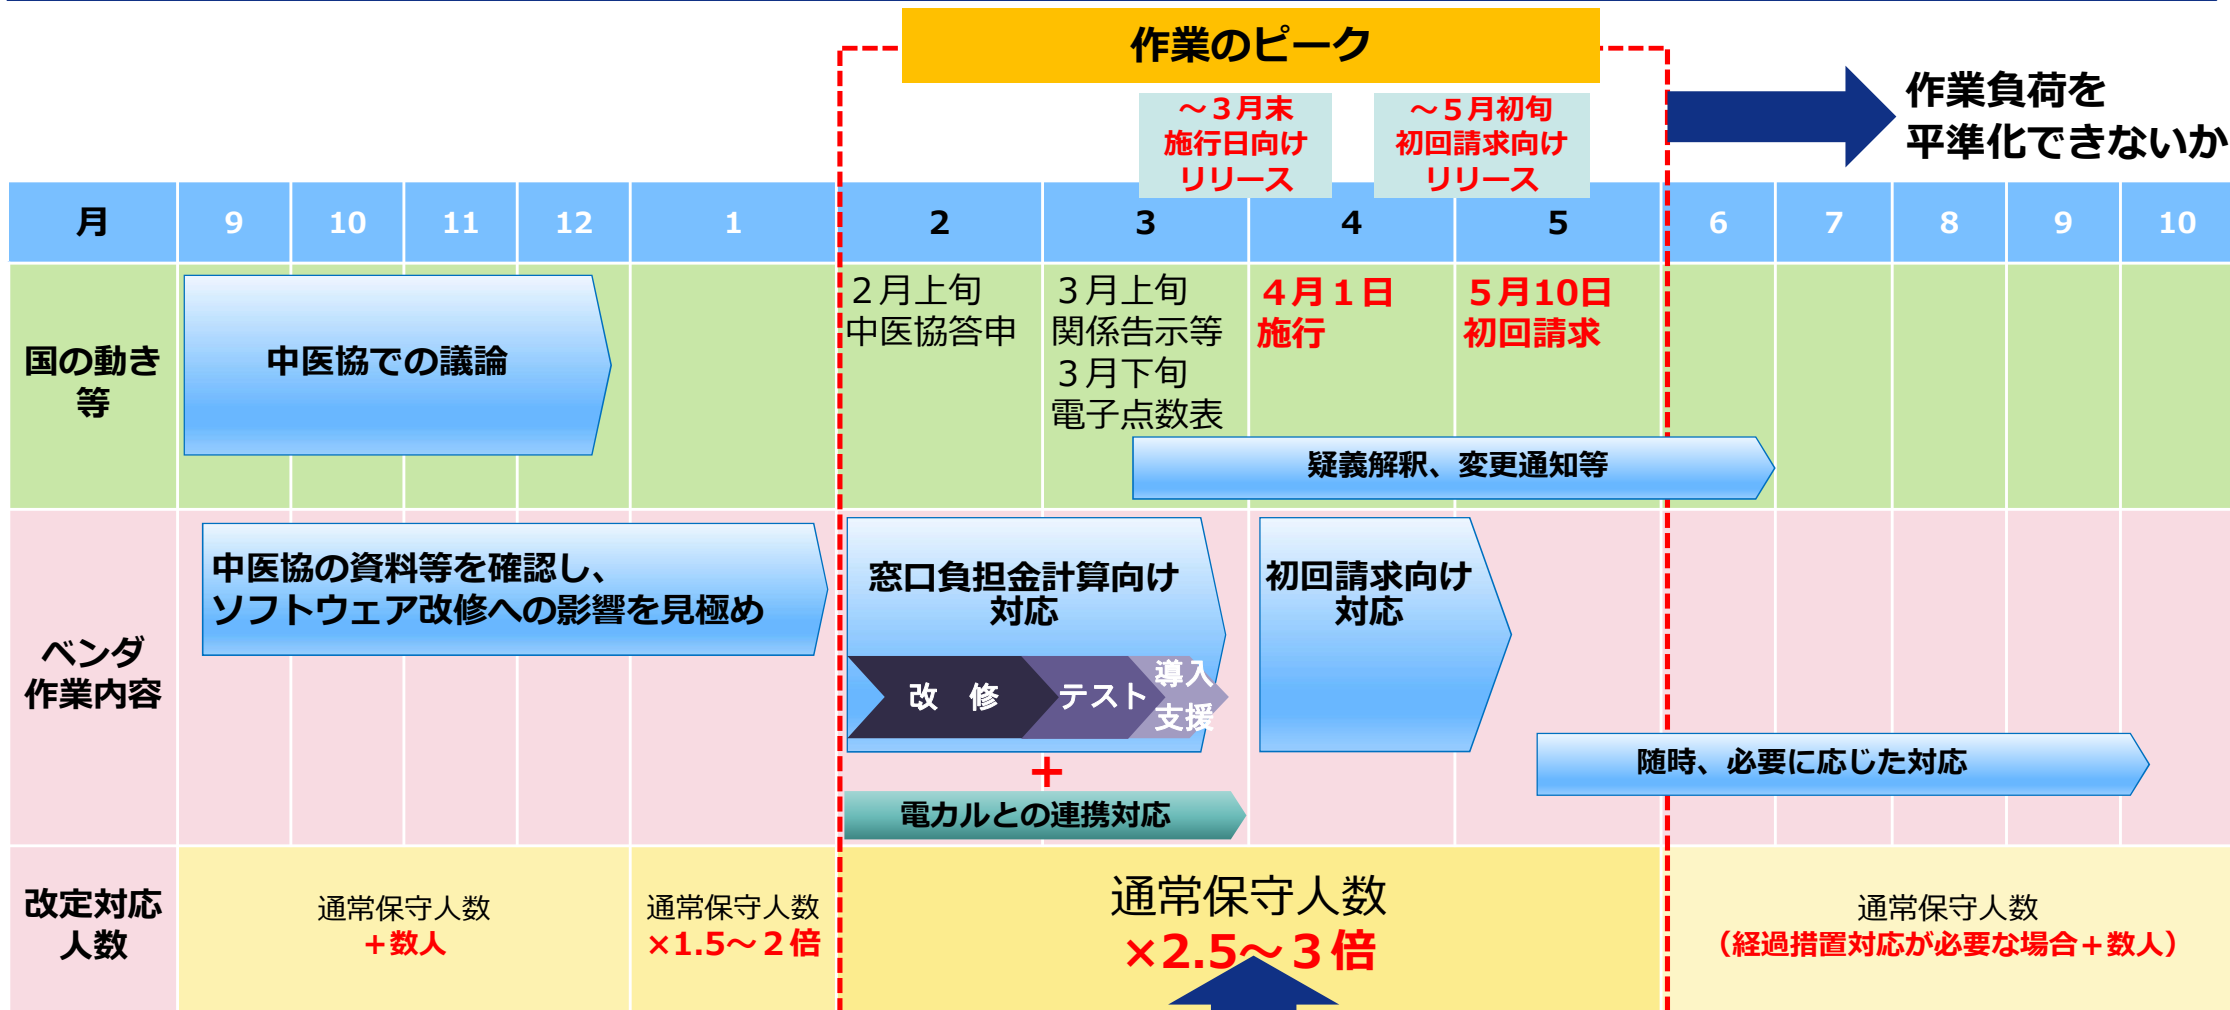 作業のピーク
～３月末
施行日向け
リリース
～５月初旬
初回請求向け
リリース
作業負荷を
平準化できないか
月
9
10
11
12
1
2
3
4
5
6
7
8
9
10
国の動き
等
中医協での議論
２月上旬
中医協答申
３月上旬
関係告示等
３月下旬
電子点数表
４月１日
施行
５月10日
初回請求
疑義解釈、変更通知等
ベンダ
作業内容
中医協の資料等を確認し、
ソフトウェア改修への影響を見極め
窓口負担金計算向け
対応
改　修
テスト
導入
支援
＋
電カルとの連携対応
初回請求向け
対応
随時、必要に応じた対応
改定対応
人数
通常保守人数
＋数人
通常保守人数
×1.5～２倍
通常保守人数
×2.5～３倍
通常保守人数
（経過措置対応が必要な場合＋数人）